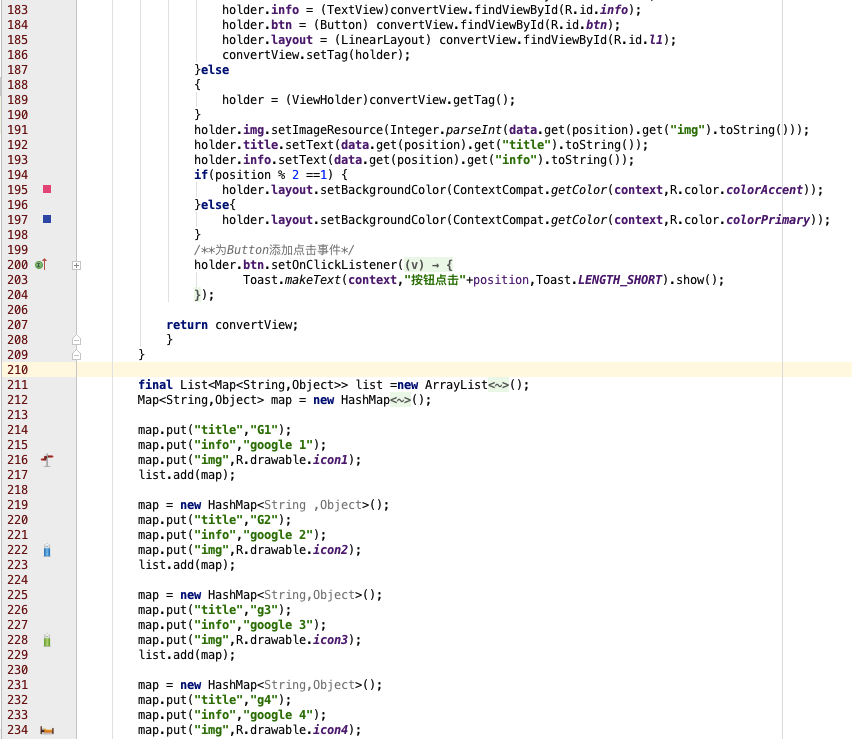 183 holder.info = (TextView)convertView.findViewById(R.id.info);
184 holder.btn = (Button) convertView.findViewById(R.id.btn);
185 holder.layout = (LinearLayout) convertView.findViewById(R.id.l1);
186 convertView.setTag(holder);
187 }else
188 {
189 holder = (ViewHolder)convertView.getTag();
190 }
191 holder.img.setImageResource(Integer.parseInt(data.get(position).get("img").toString()));
192 holder.title.setText(data.get(position).get("title").toString());
193 holder.info.setText(data.get(position).get("info").toString());
194 if(position % 2 ==1) {
195 holder.layout.setBackgroundColor(ContextCompat.getColor(context,R.color.colorAccent));
196 }else{
197 holder.layout.setBackgroundColor(ContextCompat.getColor(context,R.color.colorPrimary));
198 }
199 /**为Button添加点击事件*/
200 holder.btn.setOnClickListener((v) → {
203 Toast.makeText(context,"按钮点击"+position,Toast.LENGTH_SHORT).show();
204 });
206
207 return convertView;
208 }
209 }
210
211 final List<Map<String,Object>> list =new ArrayList<~>();
212 Map<String,Object> map = new HashMap<~>();
213
214 map.put("title","G1");
215 map.put("info","google 1");
216 map.put("img",R.drawable.icon1);
217 list.add(map);
218
219 map = new HashMap<String ,Object>();
220 map.put("title","G2");
221 map.put("info","google 2");
222 map.put("img",R.drawable.icon2);
223 list.add(map);
224
225 map = new HashMap<String,Object>();
226 map.put("title","g3");
227 map.put("info","google 3");
228 map.put("img",R.drawable.icon3);
229 list.add(map);
230
231 map = new HashMap<String,Object>();
232 map.put("title","g4");
233 map.put("info","google 4");
234 map.put("img",R.drawable.icon4);